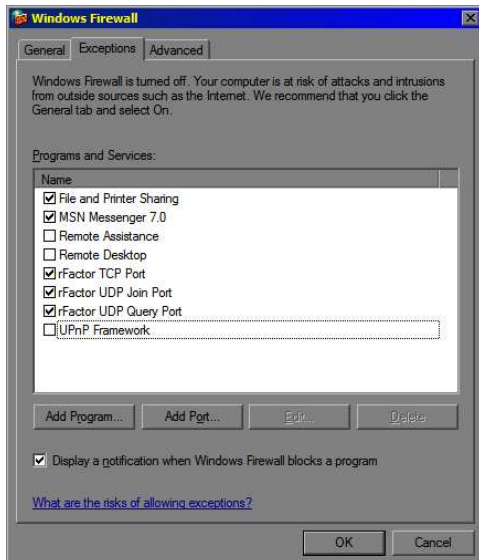 Windows Firewall
General Exceptions Advanced
Windows Firewall is turned off. Your computer is at risk of attacks and intrusions
from outside sources such as the Internet. We recommend that you click the
General tab and select On.
Programs and Services:
Name
File and Printer Sharing
MSN Messenger 7.0
Remote Assistance
Remote Desktop
rFactor TCP Port
rFactor UDP Join Port
rFactor UDP Query Port
UPnP Framework
Add Program... Add Port... Edit... Delete
Display a notification when Windows Firewall blocks a program
What are the risks of allowing exceptions?
OK Cancel